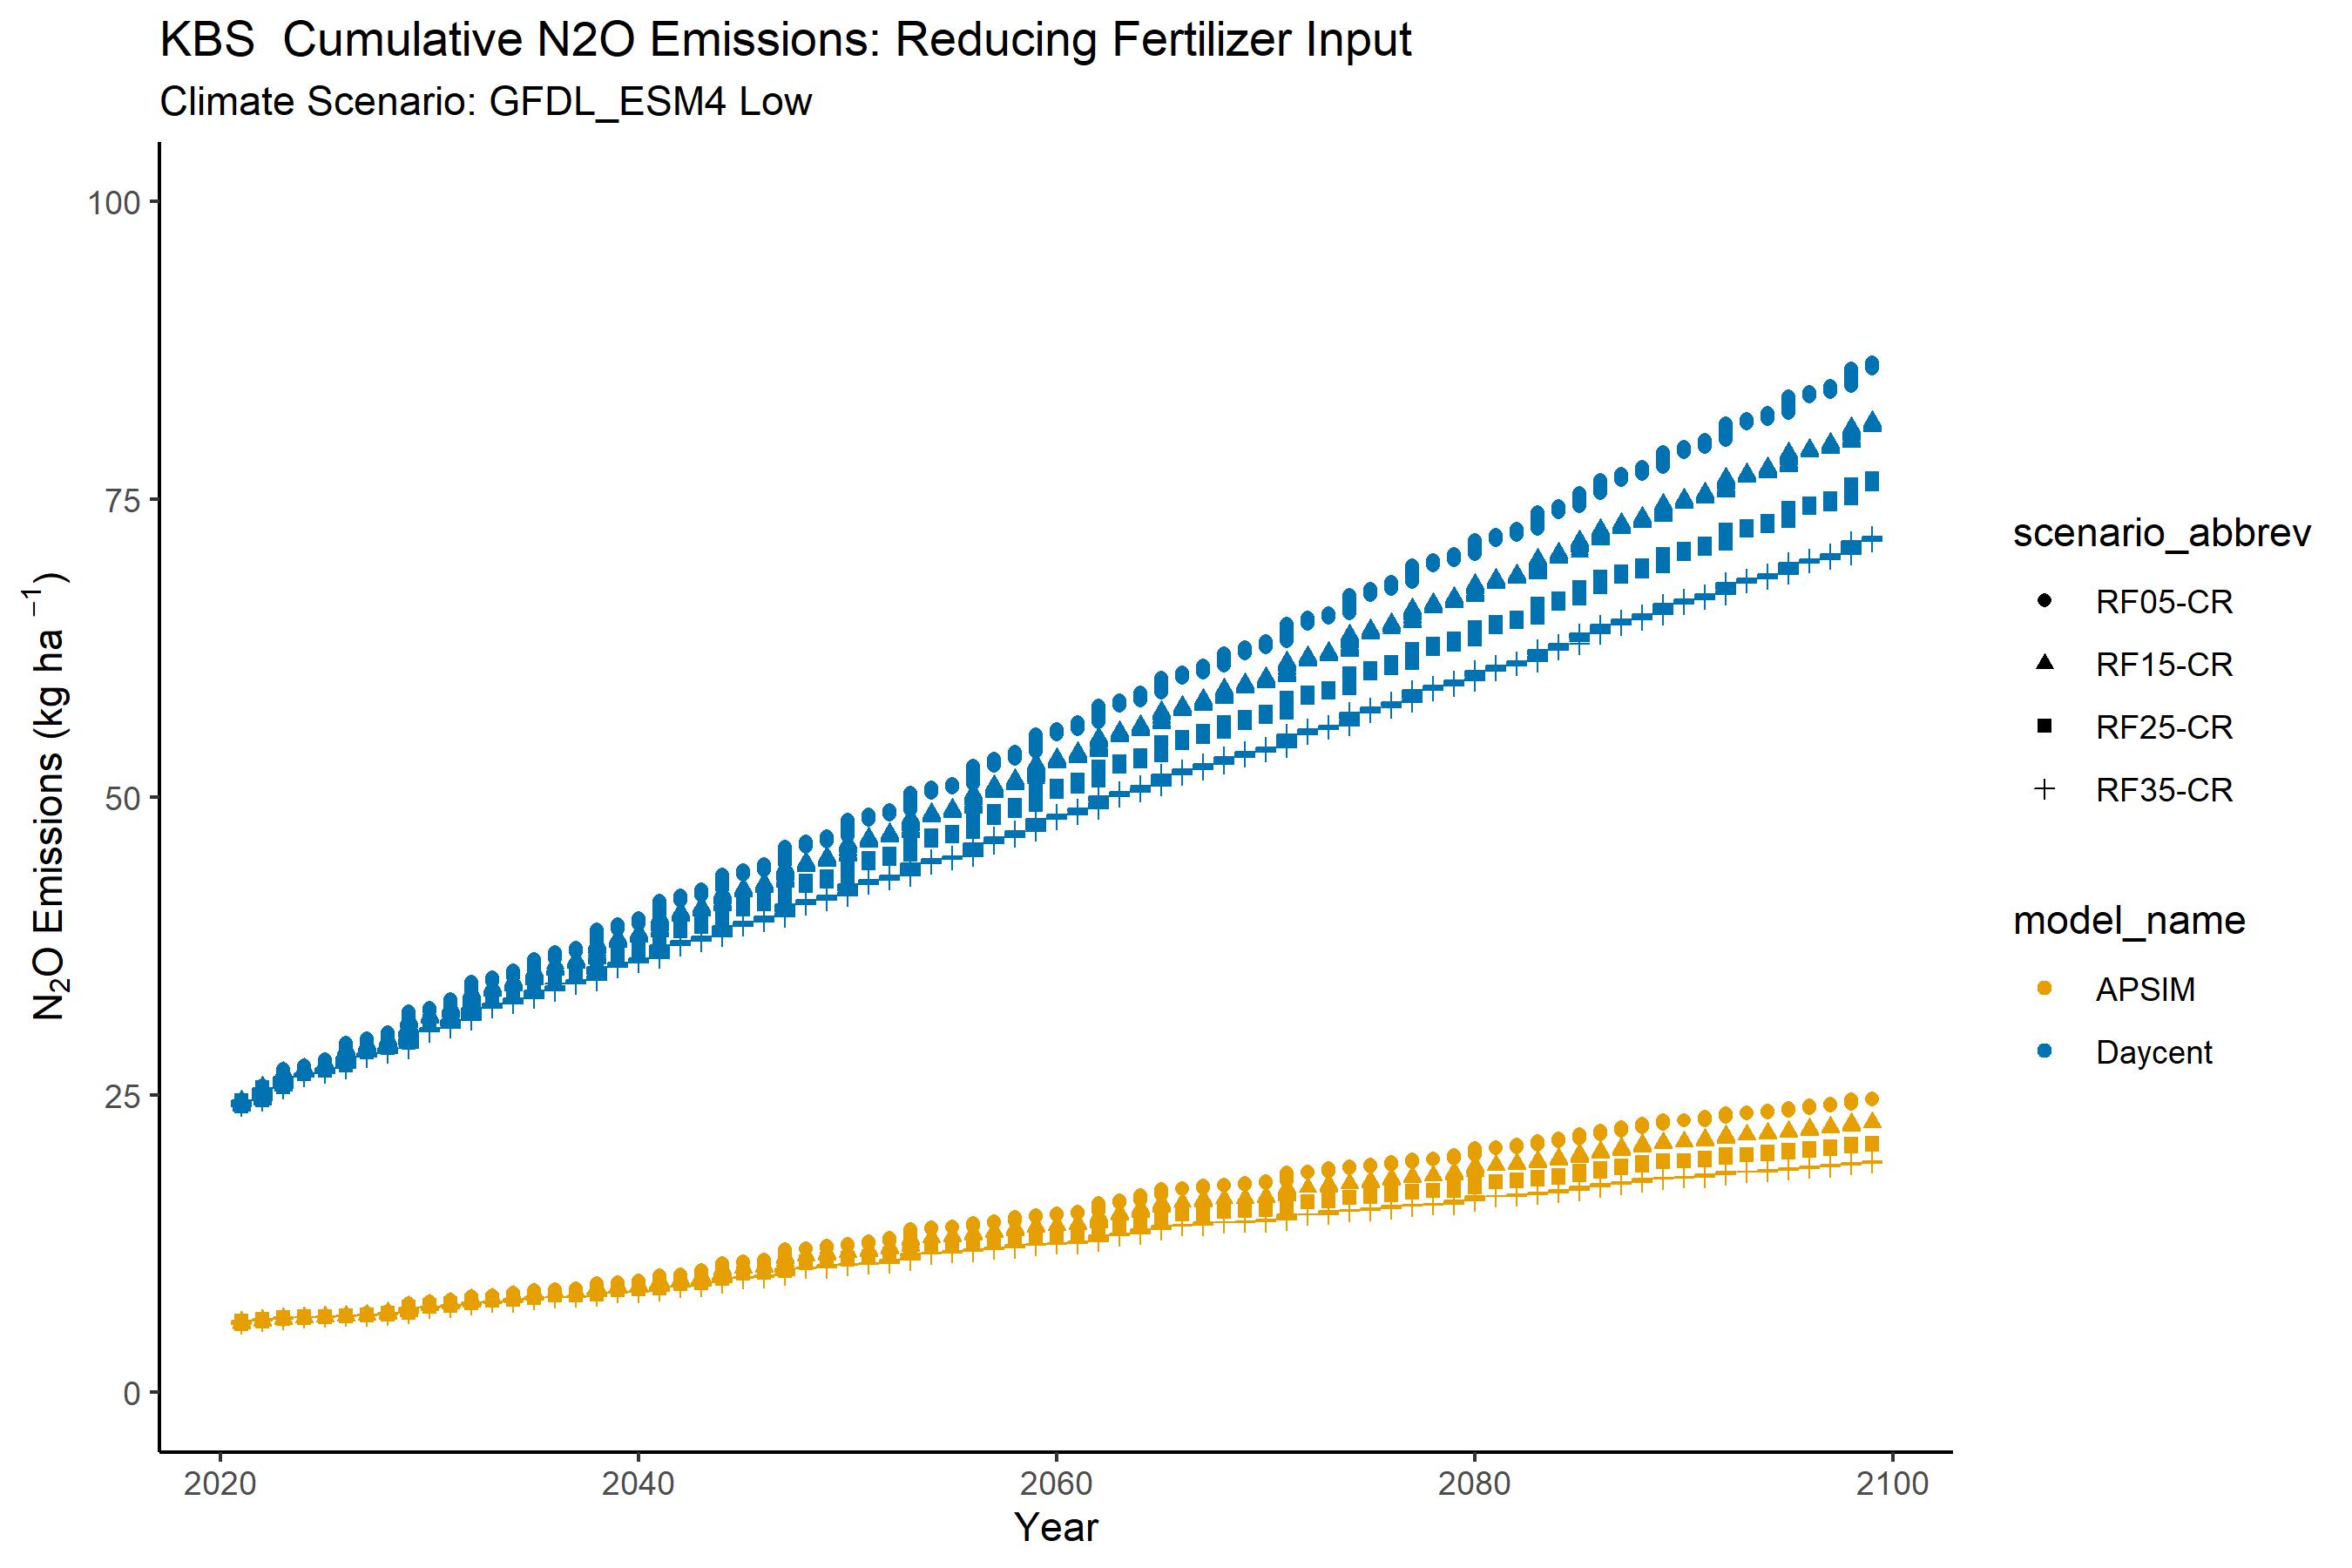 KBS  Cumulative N2O Emissions: Reducing Fertilizer Input
Climate Scenario: GFDL_ESM4 Low
N₂O Emissions (kg ha ⁻¹)
100
75
50
25
0
2020 2040 2060 2080 2100
Year
scenario_abbrev
RF05-CR
RF15-CR
RF25-CR
RF35-CR
model_name
APSIM
Daycent